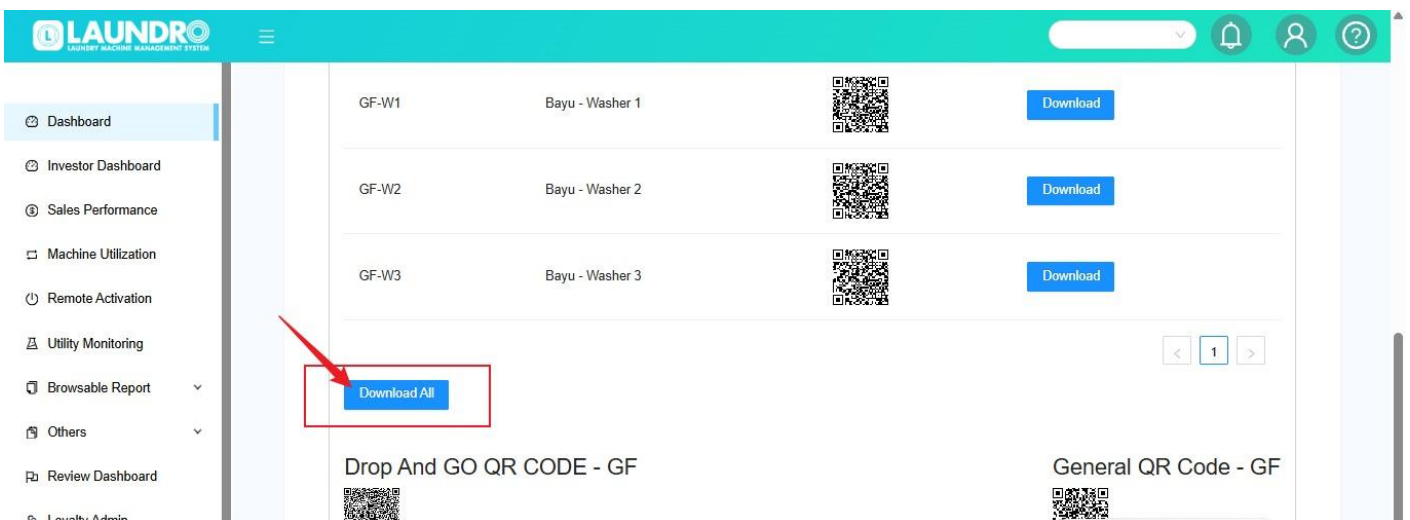 LAUNDRO
LAUNDRY MACHINE MANAGEMENT SYSTEM
Dashboard
Investor Dashboard
Sales Performance
Machine Utilization
Remote Activation
Utility Monitoring
Browsable Report
Others
Review Dashboard
Loyalty Admin
GF-W1 Bayu - Washer 1 Download
GF-W2 Bayu - Washer 2 Download
GF-W3 Bayu - Washer 3 Download
< 1 >
Download All
Drop And GO QR CODE - GF
General QR Code - GF